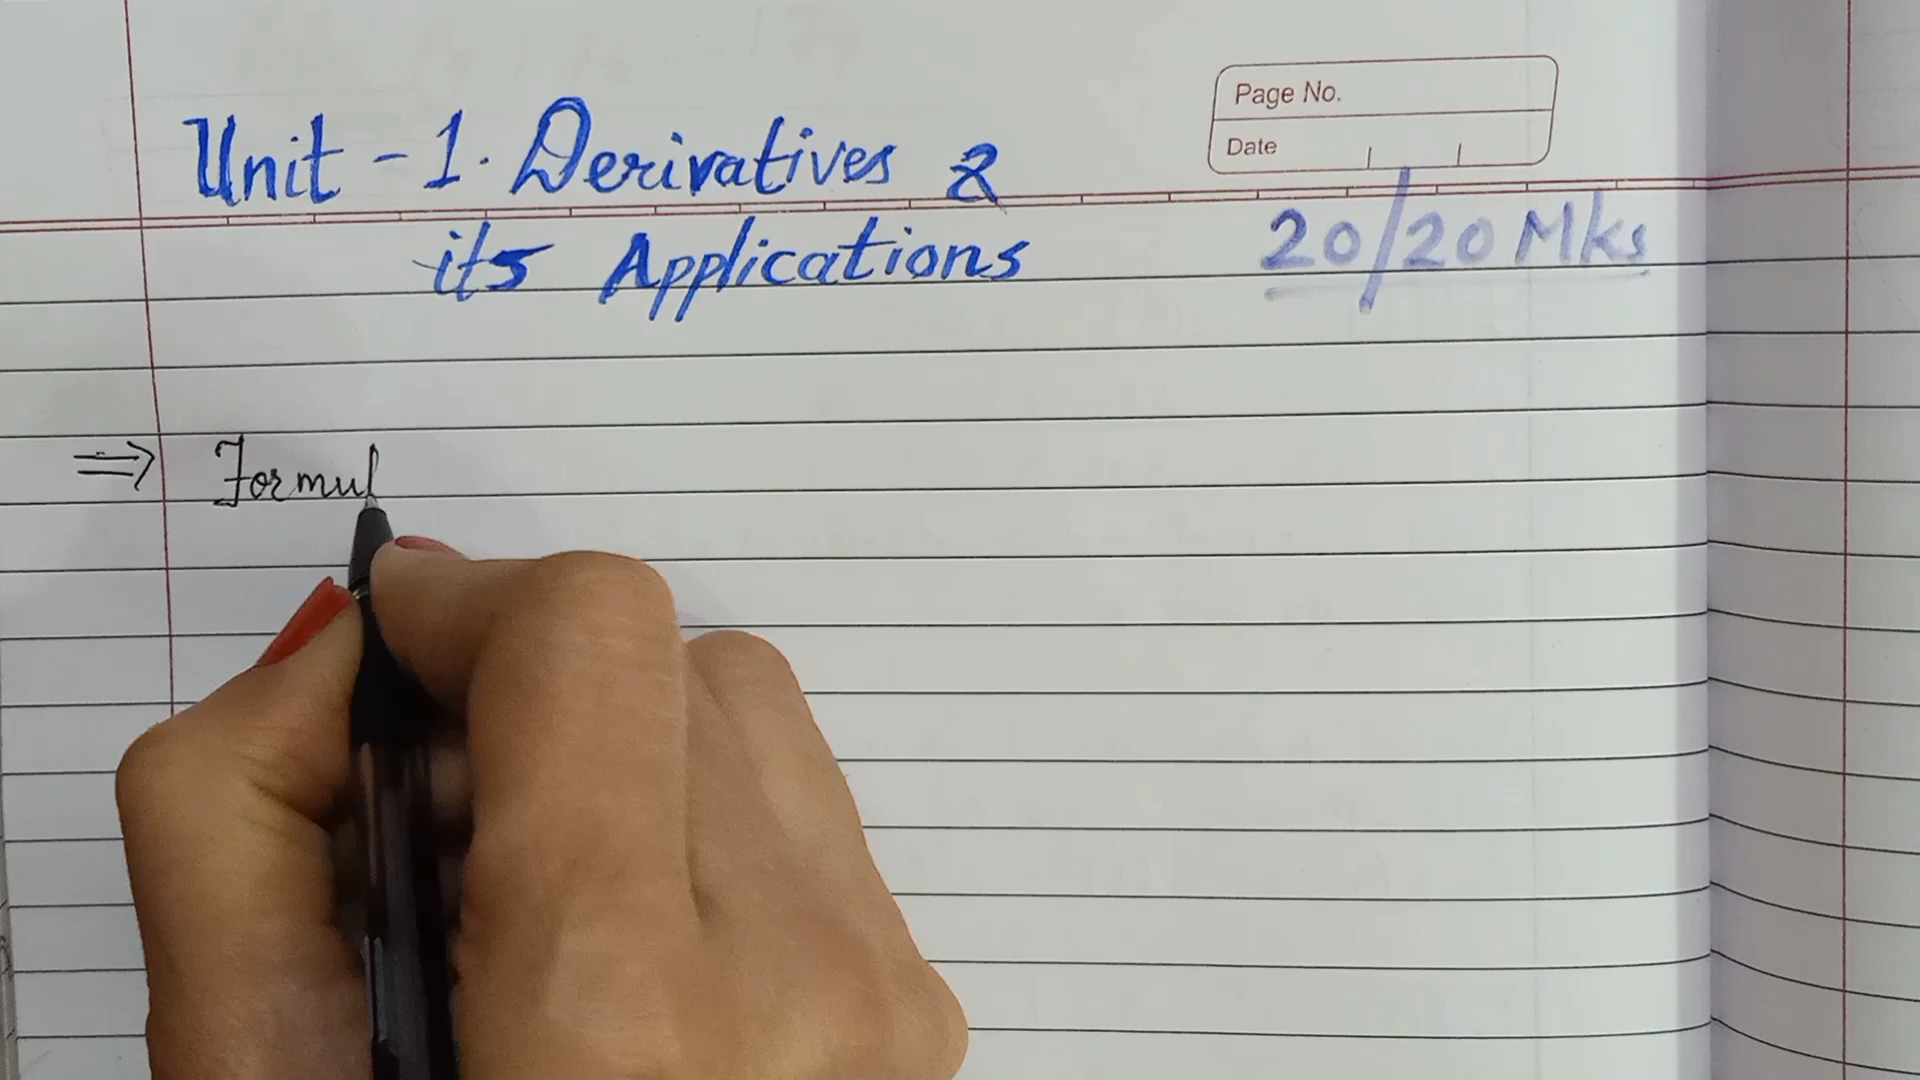 Page No.
Date
Unit - 1. Derivatives &
its Applications
20/20 Mks
⇒ Formul